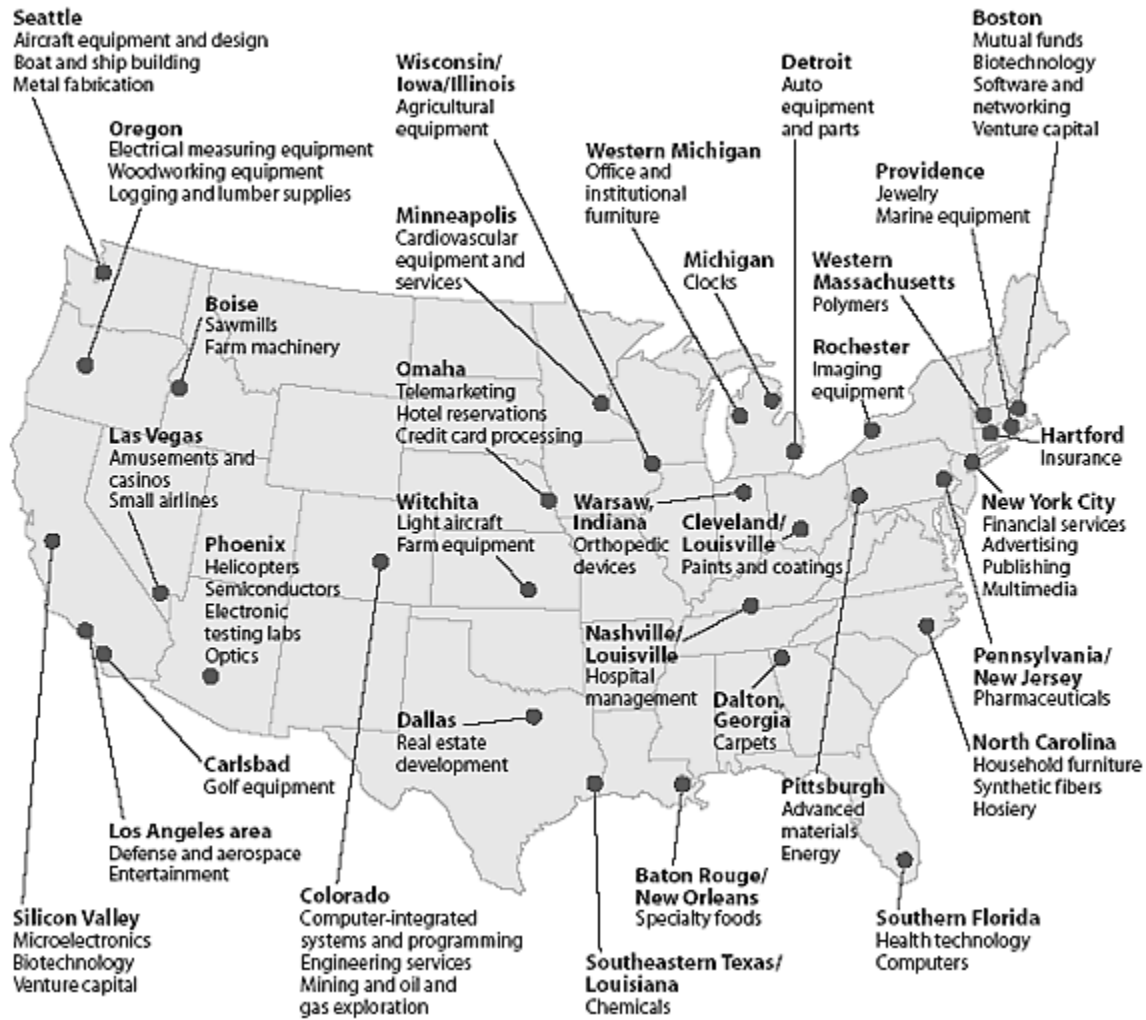 Seattle
Aircraft equipment and design
Boat and ship building
Metal fabrication
Oregon
Electrical measuring equipment
Woodworking equipment
Logging and lumber supplies
Wisconsin/
Iowa/Illinois
Agricultural
equipment
Minneapolis
Cardiovascular
equipment and
services
Western Michigan
Office and
institutional
furniture
Michigan
Clocks
Detroit
Auto
equipment
and parts
Boston
Mutual funds
Biotechnology
Software and
networking
Venture capital
Providence
Jewelry
Marine equipment
Western
Massachusetts
Polymers
Rochester
Imaging
equipment
Boise
Sawmills
Farm machinery
Omaha
Telemarketing
Hotel reservations
Credit card processing
Las Vegas
Amusements and
casinos
Small airlines
Witchita
Light aircraft
Farm equipment
Warsaw,
Indiana
Orthopedic
devices
Cleveland/
Louisville
Paints and coatings
Hartford
Insurance
New York City
Financial services
Advertising
Publishing
Multimedia
Phoenix
Helicopters
Semiconductors
Electronic
testing labs
Optics
Nashville/
Louisville
Hospital
management
Dalton,
Georgia
Carpets
Pennsylvania/
New Jersey
Pharmaceuticals
North Carolina
Household furniture
Synthetic fibers
Hosiery
Dallas
Real estate
development
Carlsbad
Golf equipment
Pittsburgh
Advanced
materials
Energy
Los Angeles area
Defense and aerospace
Entertainment
Silicon Valley
Microelectronics
Biotechnology
Venture capital
Colorado
Computer-integrated
systems and programming
Engineering services
Mining and oil and
gas exploration
Baton Rouge/
New Orleans
Specialty foods
Southeastern Texas/
Louisiana
Chemicals
Southern Florida
Health technology
Computers